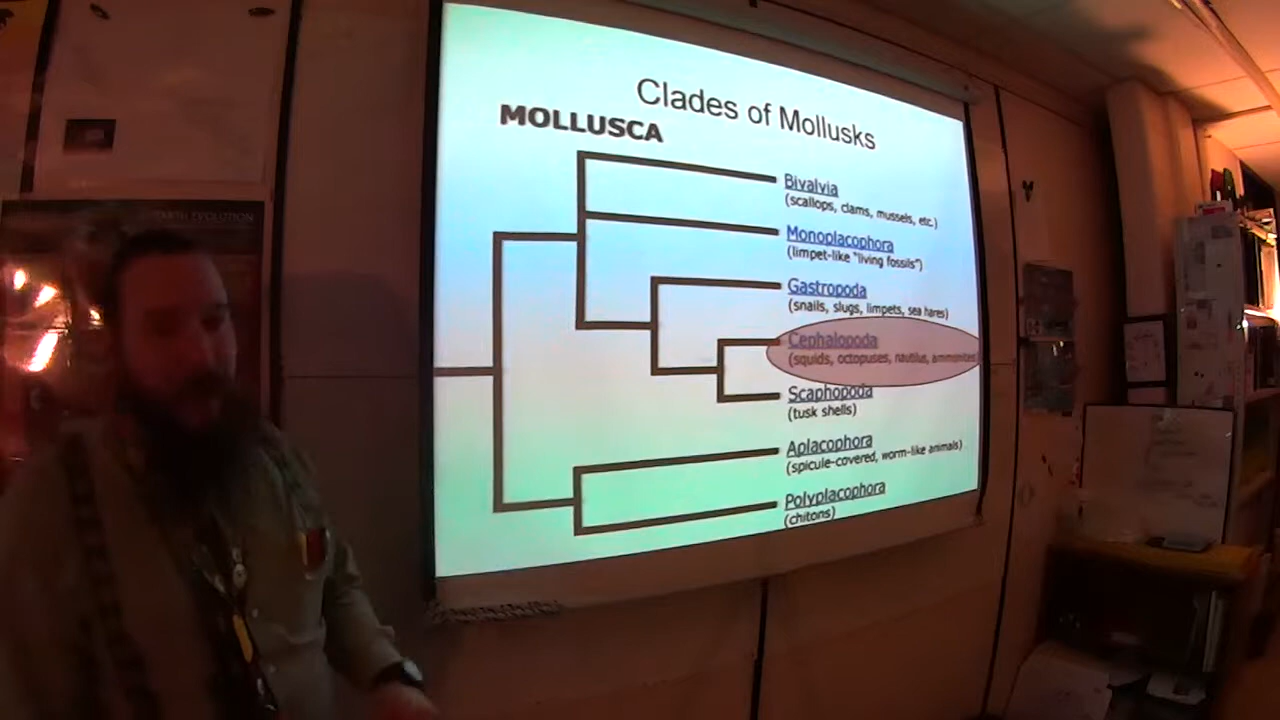 Clades of Mollusks
MOLLUSCA
Bivalvia
(scallops, clams, mussels, etc.)
Monoplacophora
(limpet-like "living fossils")
Gastropoda
(snails, slugs, limpets, sea hares)
Cephalopoda
(squids, octopuses, nautilus, ammonites
Scaphopoda
(tusk shells)
Aplacophora
(spicule-covered, worm-like animals)
Polyplacophora
(chitons)
EVOLUTION